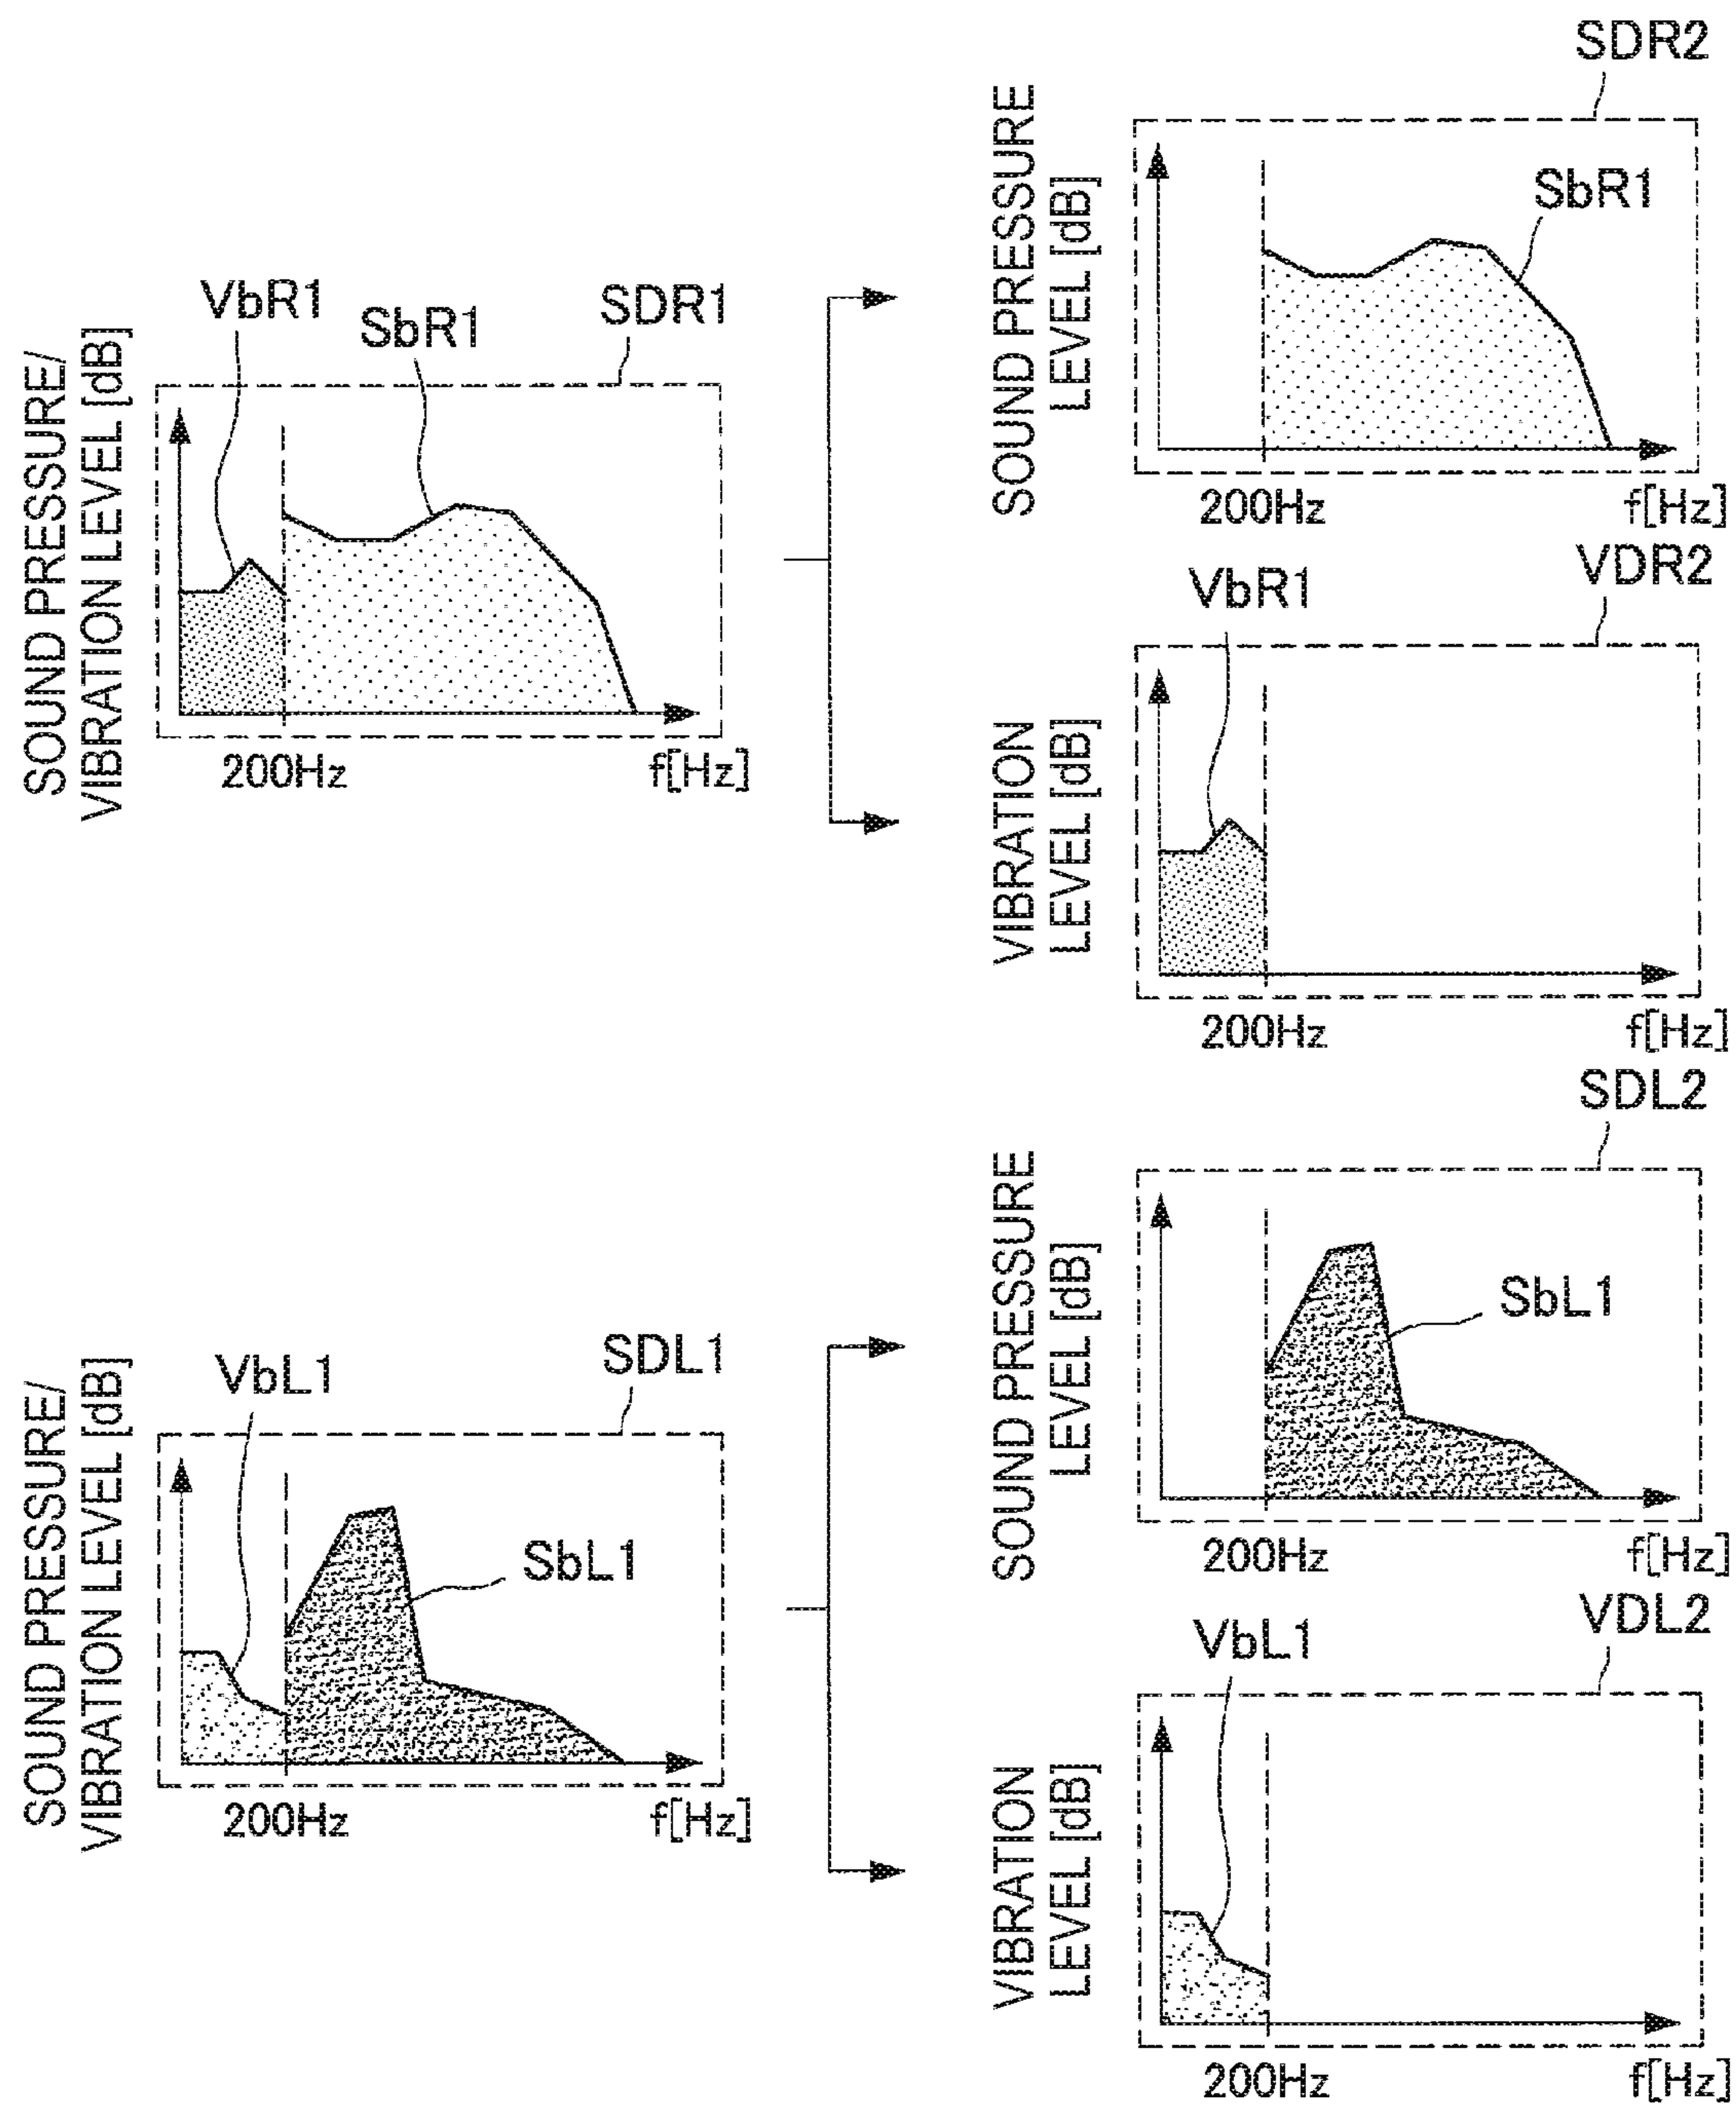 SOUND PRESSURE/
VIBRATION LEVEL [dB]
VbR1
SbR1
SDR1
200Hz
f[Hz]
SOUND PRESSURE
LEVEL [dB]
SDR2
SbR1
200Hz
f[Hz]
VIBRATION
LEVEL [dB]
VDR2
VbR1
200Hz
f[Hz]
SOUND PRESSURE/
VIBRATION LEVEL [dB]
VbL1
SDL1
SbL1
200Hz
f[Hz]
SOUND PRESSURE
LEVEL [dB]
SDL2
SbL1
200Hz
f[Hz]
VIBRATION
LEVEL [dB]
VDL2
VbL1
200Hz
f[Hz]